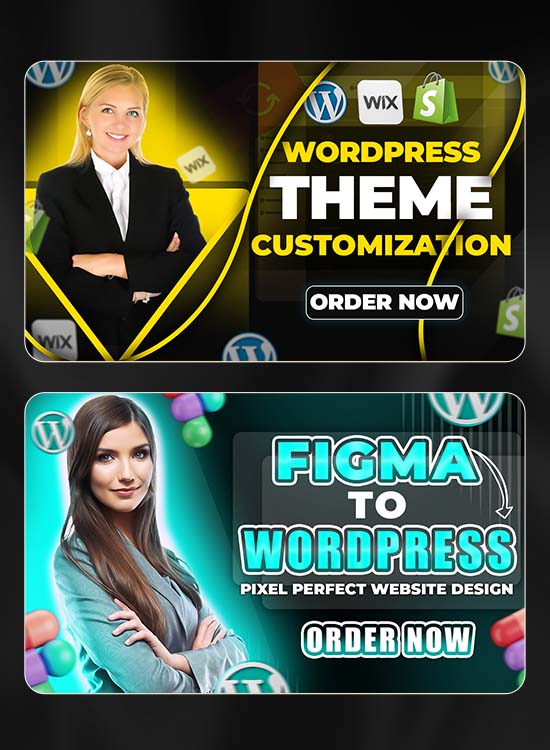 WiX
WORDPRESS
THEME
CUSTOMIZATION
ORDER NOW
WiX
WiX
FIGMA
TO
WORDPRESS
PIXEL PERFECT WEBSITE DESIGN
ORDER NOW